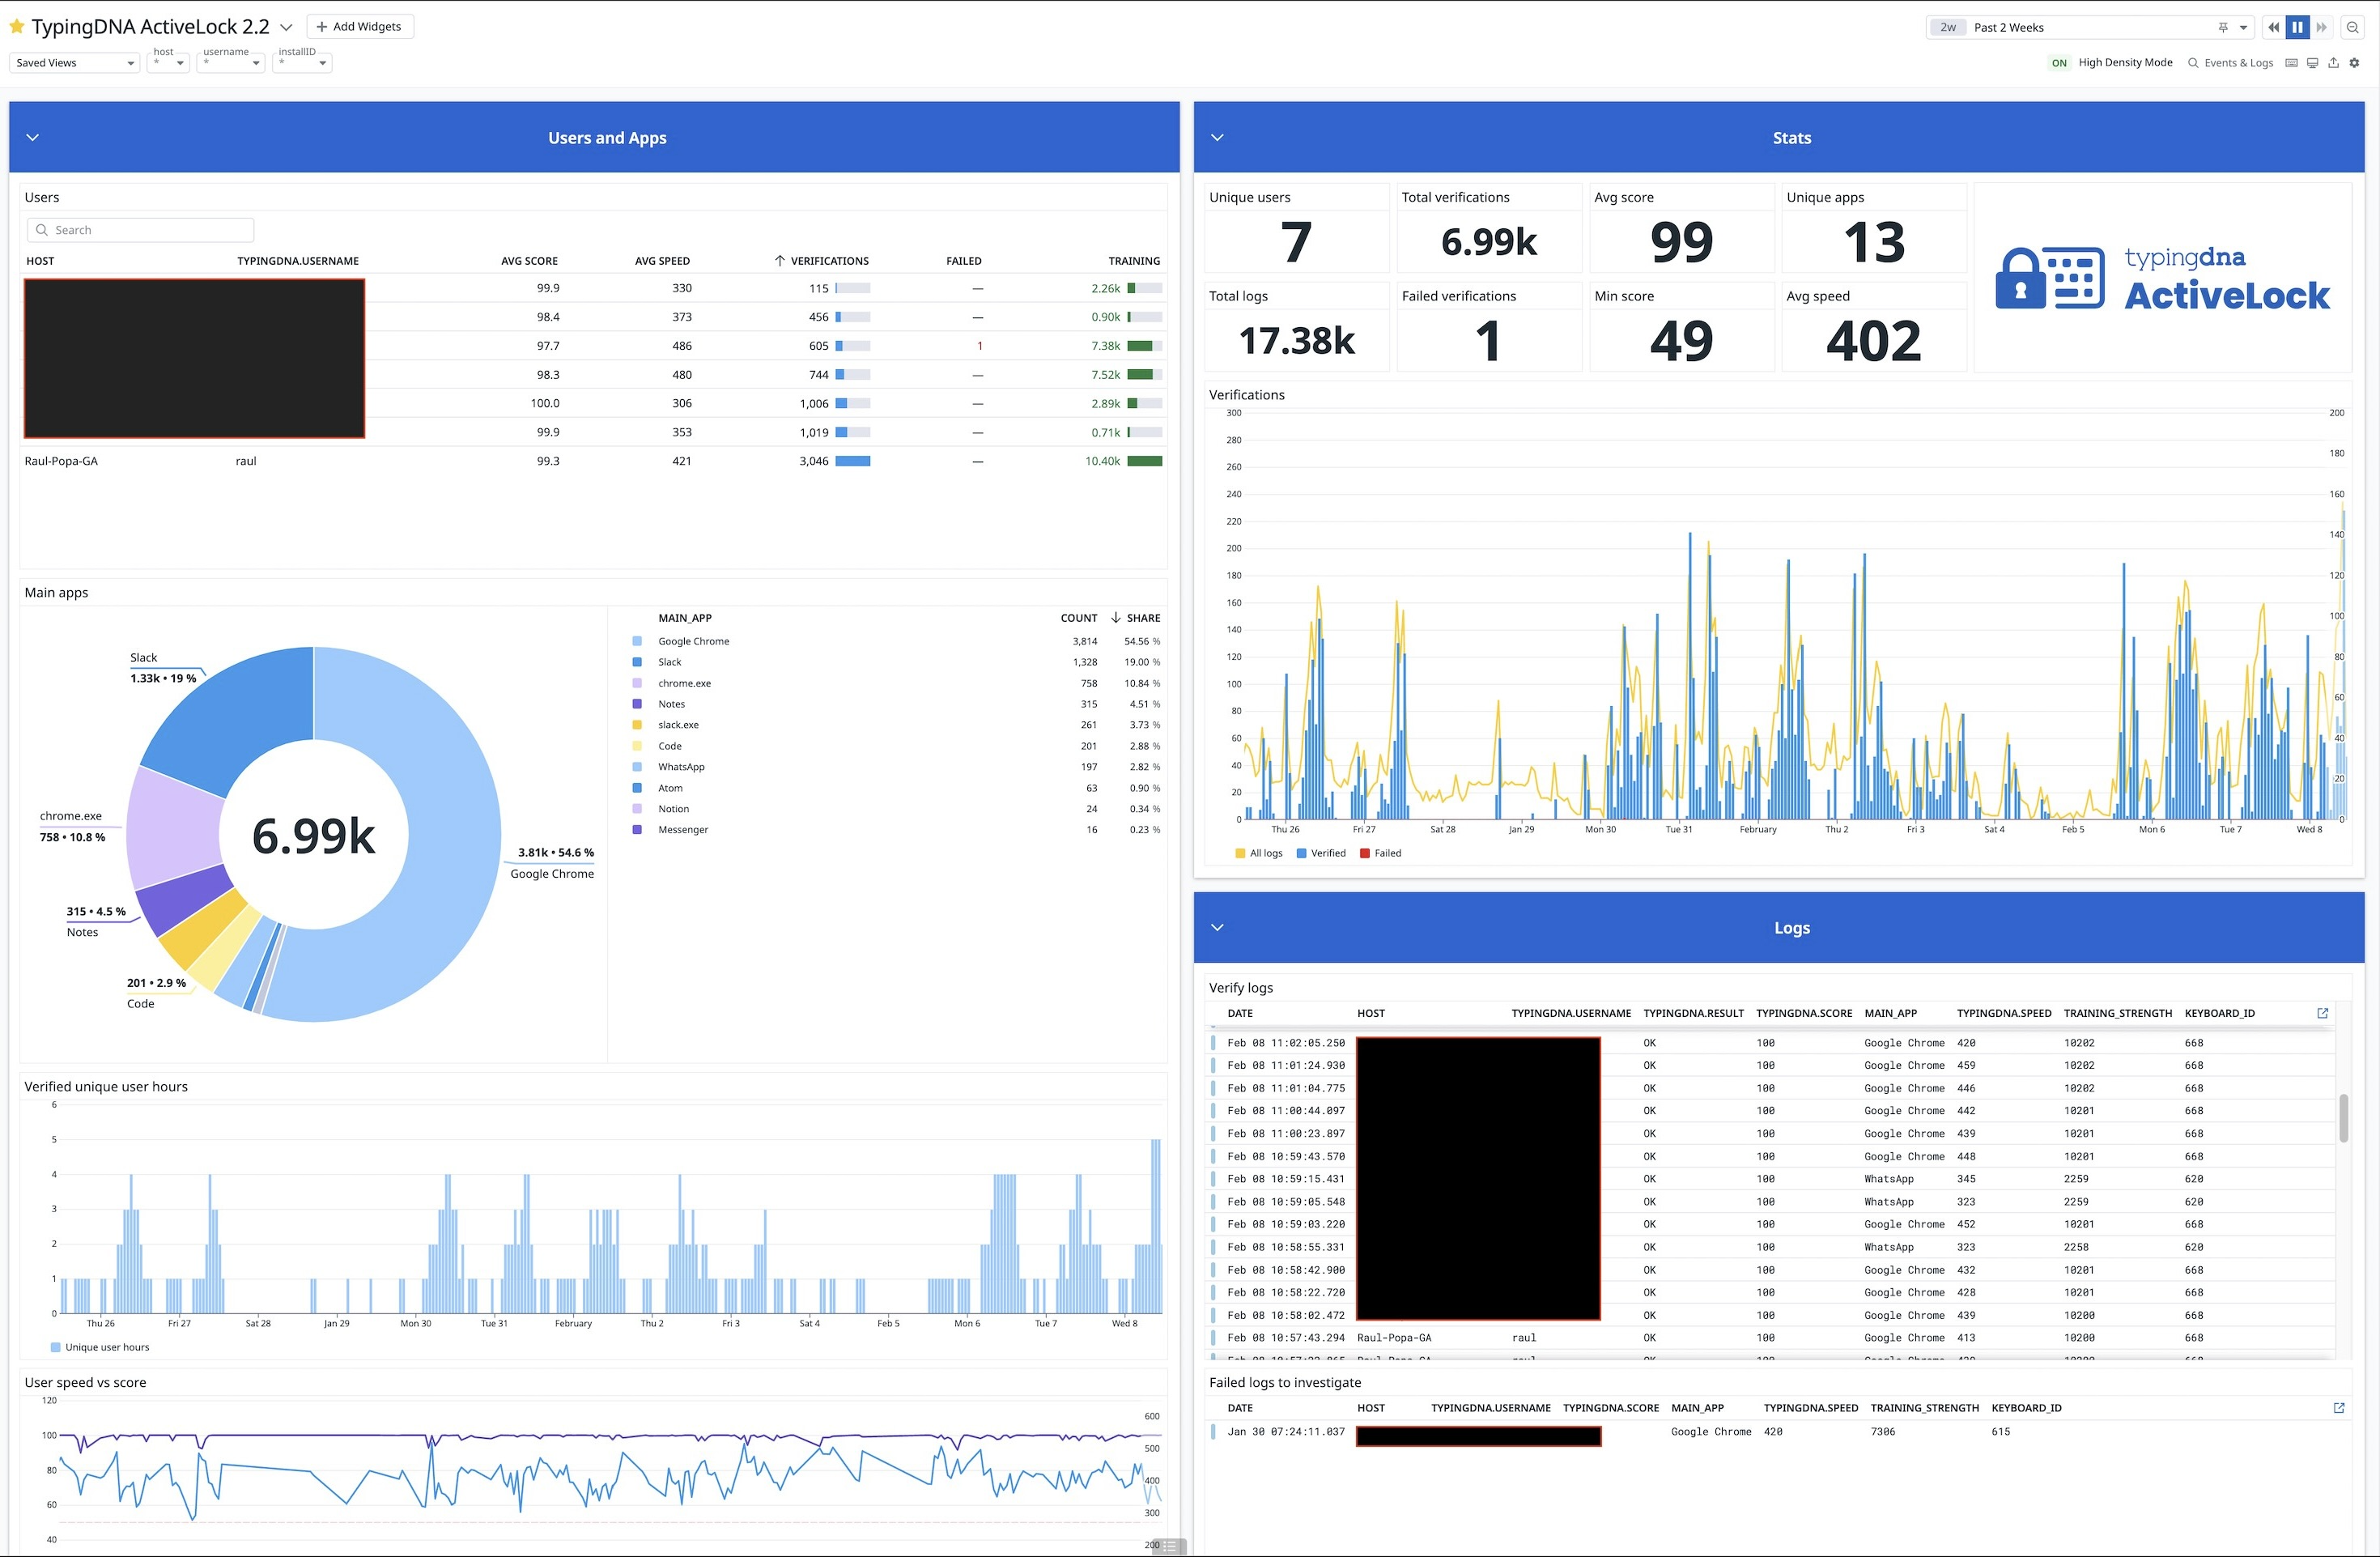 TypingDNA ActiveLock 2.2
Add Widgets
2w Past 2 Weeks
Saved Views
host
*
username
*
installID
*
ON High Density Mode Events & Logs
Users and Apps
Users
Search
HOST TYPINGDNA.USERNAME AVG SCORE AVG SPEED VERIFICATIONS FAILED TRAINING
99.9 330 115 — 2.26k
98.4 373 456 — 0.90k
97.7 486 605 1 7.38k
98.3 480 744 — 7.52k
100.0 306 1,006 — 2.89k
99.9 353 1,019 — 0.71k
Raul-Popa-GA raul 99.3 421 3,046 — 10.40k
Main apps
Slack
1.33k • 19 %
chrome.exe
758 • 10.8 %
315 • 4.5 %
Notes
201 • 2.9 %
Code
6.99k
3.81k • 54.6 %
Google Chrome
MAIN_APP COUNT SHARE
Google Chrome 3,814 54.56 %
Slack 1,328 19.00 %
chrome.exe 758 10.84 %
Notes 315 4.51 %
slack.exe 261 3.73 %
Code 201 2.88 %
WhatsApp 197 2.82 %
Atom 63 0.90 %
Notion 24 0.34 %
Messenger 16 0.23 %
Verified unique user hours
6
5
4
3
2
1
0
Thu 26 Fri 27 Sat 28 Jan 29 Mon 30 Tue 31 February Thu 2 Fri 3 Sat 4 Feb 5 Mon 6 Tue 7 Wed 8
Unique user hours
User speed vs score
120
100
80
60
40
600
500
400
300
200
Stats
Unique users
7
Total verifications
6.99k
Avg score
99
Unique apps
13
Total logs
17.38k
Failed verifications
1
Min score
49
Avg speed
402
typingdna
ActiveLock
Verifications
300
280
260
240
220
200
180
160
140
120
100
80
60
40
20
0
200
180
160
140
120
100
80
60
40
20
0
Thu 26 Fri 27 Sat 28 Jan 29 Mon 30 Tue 31 February Thu 2 Fri 3 Sat 4 Feb 5 Mon 6 Tue 7 Wed 8
All logs Verified Failed
Logs
Verify logs
DATE HOST TYPINGDNA.USERNAME TYPINGDNA.RESULT TYPINGDNA.SCORE MAIN_APP TYPINGDNA.SPEED TRAINING_STRENGTH KEYBOARD_ID
Feb 08 11:02:05.250 OK 100 Google Chrome 420 10202 668
Feb 08 11:01:24.930 OK 100 Google Chrome 459 10202 668
Feb 08 11:01:04.775 OK 100 Google Chrome 446 10202 668
Feb 08 11:00:44.097 OK 100 Google Chrome 442 10201 668
Feb 08 11:00:23.897 OK 100 Google Chrome 439 10201 668
Feb 08 10:59:43.570 OK 100 Google Chrome 448 10201 668
Feb 08 10:59:15.431 OK 100 WhatsApp 345 2259 620
Feb 08 10:59:05.548 OK 100 WhatsApp 323 2259 620
Feb 08 10:59:03.220 OK 100 Google Chrome 452 10201 668
Feb 08 10:58:55.331 OK 100 WhatsApp 323 2258 620
Feb 08 10:58:42.900 OK 100 Google Chrome 432 10201 668
Feb 08 10:58:22.720 OK 100 Google Chrome 428 10201 668
Feb 08 10:58:02.472 OK 100 Google Chrome 439 10200 668
Feb 08 10:57:43.294 Raul-Popa-GA raul OK 100 Google Chrome 413 10200 668
Failed logs to investigate
DATE HOST TYPINGDNA.USERNAME TYPINGDNA.SCORE MAIN_APP TYPINGDNA.SPEED TRAINING_STRENGTH KEYBOARD_ID
Jan 30 07:24:11.037 Google Chrome 420 7306 615